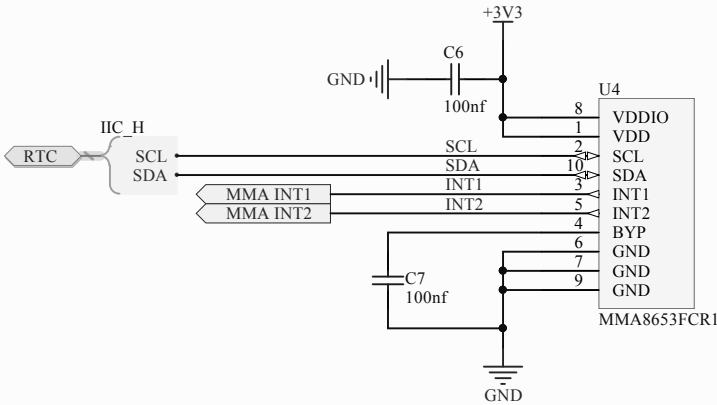 +3V3
C6
GND
100nf
U4
8 VDDIO
1 VDD
IIC_H
RTC
SCL
SCL
2 SCL
SDA
SDA
10 SDA
MMA INT1
INT1
3 INT1
MMA INT2
INT2
5 INT2
4 BYP
6 GND
C7
7 GND
100nf
9 GND
MMA8653FCR1
GND